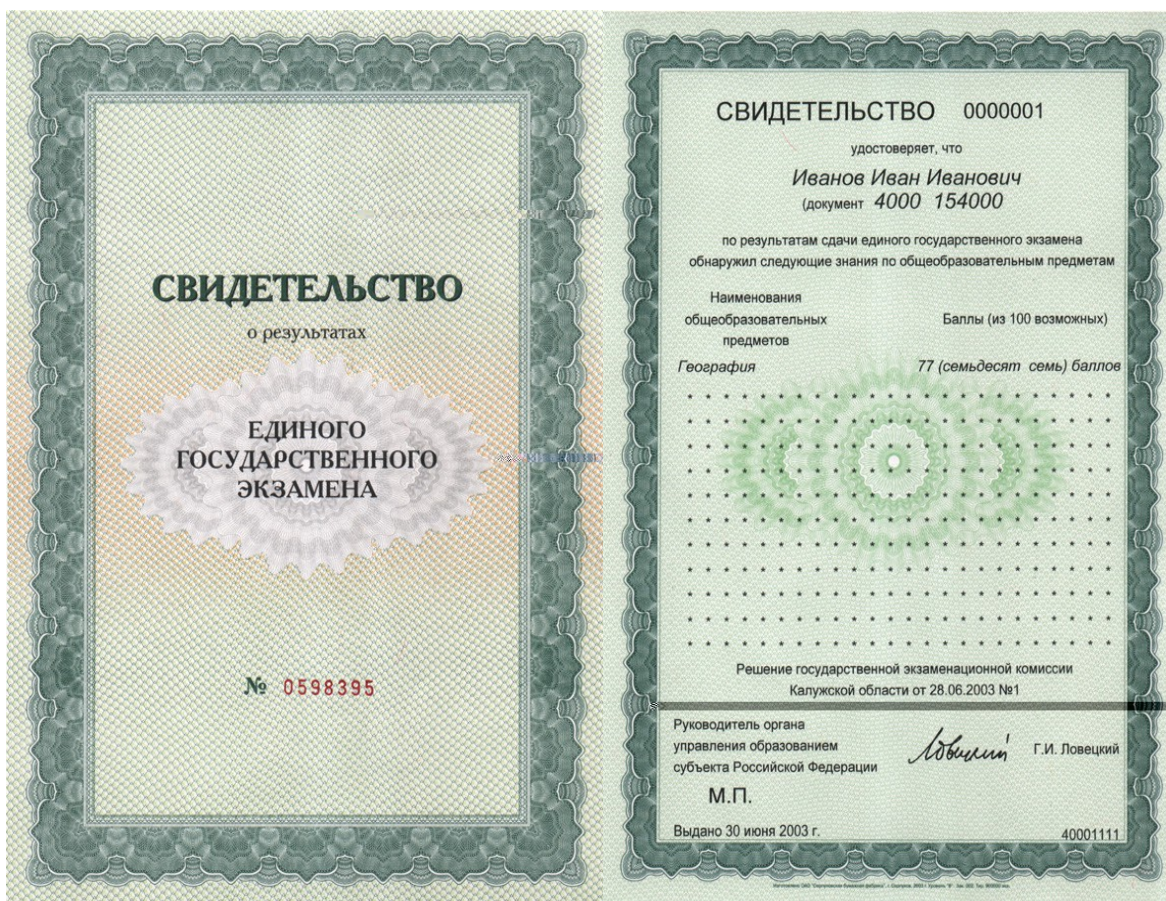 СВИДЕТЕЛЬСТВО
о результатах
ЕДИНОГО
ГОСУДАРСТВЕННОГО
ЭКЗАМЕНА
№ 0598395
СВИДЕТЕЛЬСТВО 0000001
удостоверяет, что
Иванов Иван Иванович
(документ 4000 154000
по результатам сдачи единого государственного экзамена
обнаружил следующие знания по общеобразовательным предметам
Наименования
общеобразовательных Баллы (из 100 возможных)
предметов
География 77 (семьдесят семь) баллов
Решение государственной экзаменационной комиссии
Калужской области от 28.06.2003 №1
Руководитель органа
управления образованием Г.И. Ловецкий
субъекта Российской Федерации
М.П.
Выдано 30 июня 2003 г. 40001111